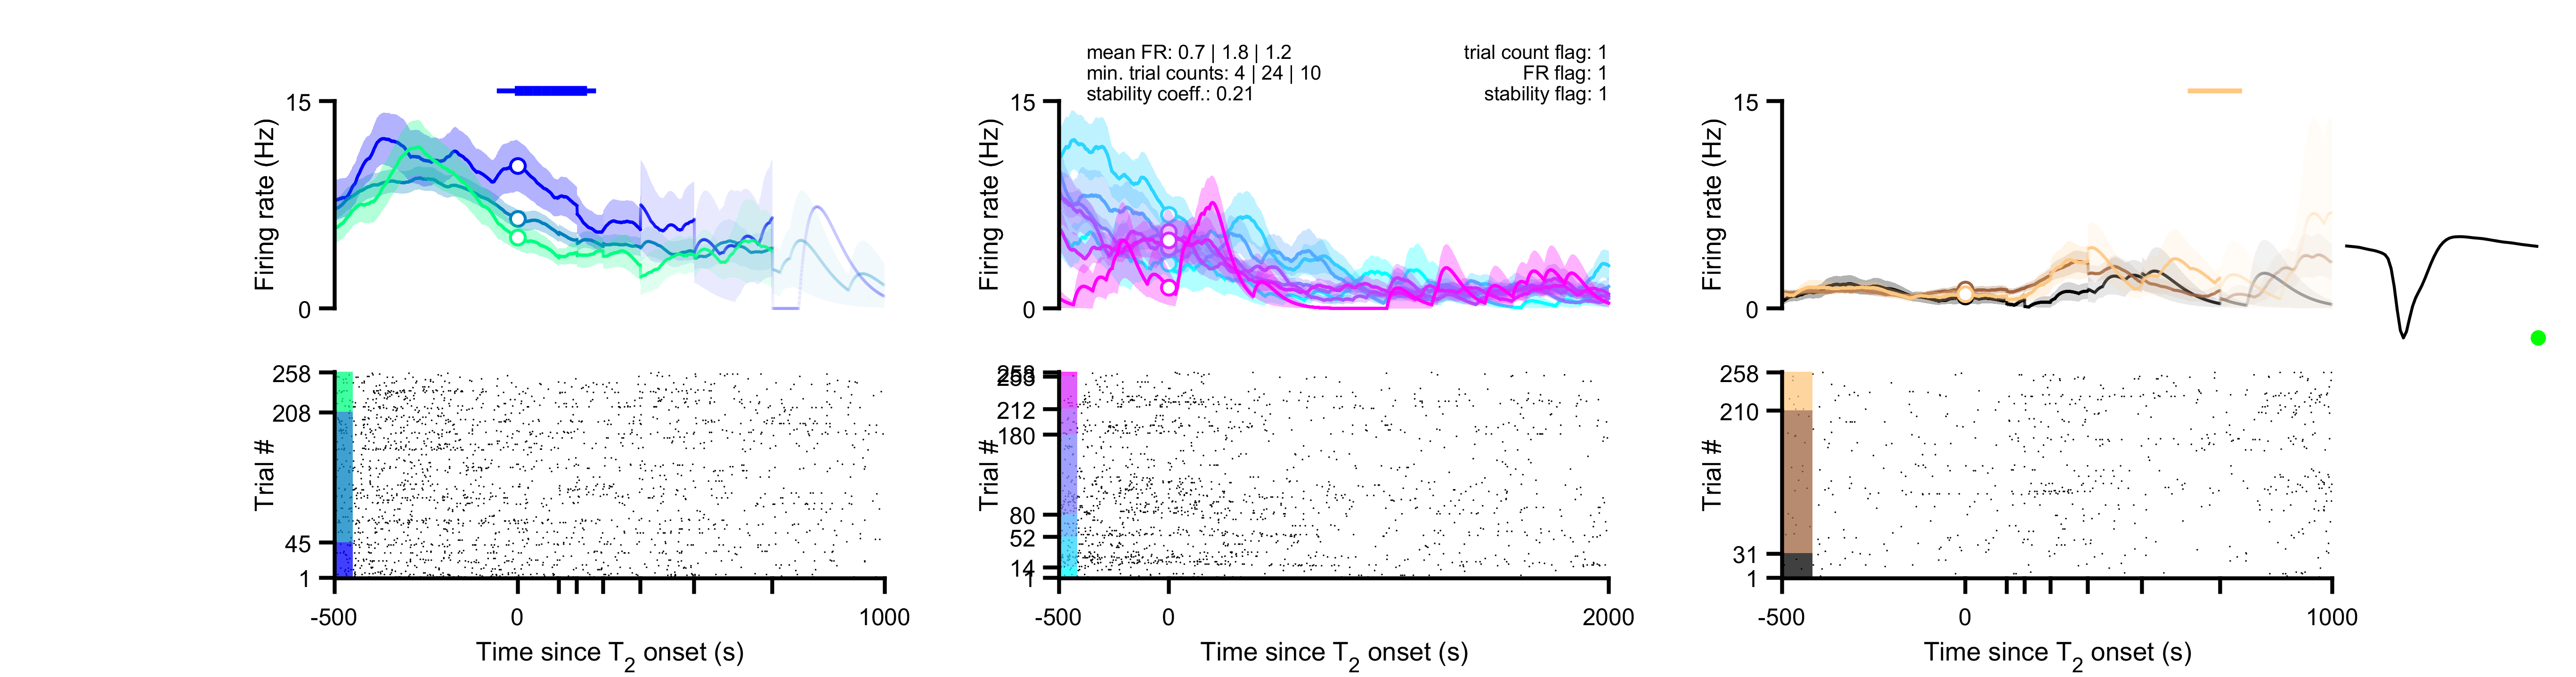 mean FR: 0.7 | 1.8 | 1.2
min. trial counts: 4 | 24 | 10
stability coeff.: 0.21
trial count flag: 1
FR flag: 1
stability flag: 1
15
Firing rate (Hz)
0
15
Firing rate (Hz)
0
15
Firing rate (Hz)
0
258
208
Trial #
45
1
-500
0
1000
Time since T2 onset (s)
212
180
Trial #
80
52
14
1
-500
0
2000
Time since T2 onset (s)
258
210
Trial #
31
1
-500
0
1000
Time since T2 onset (s)